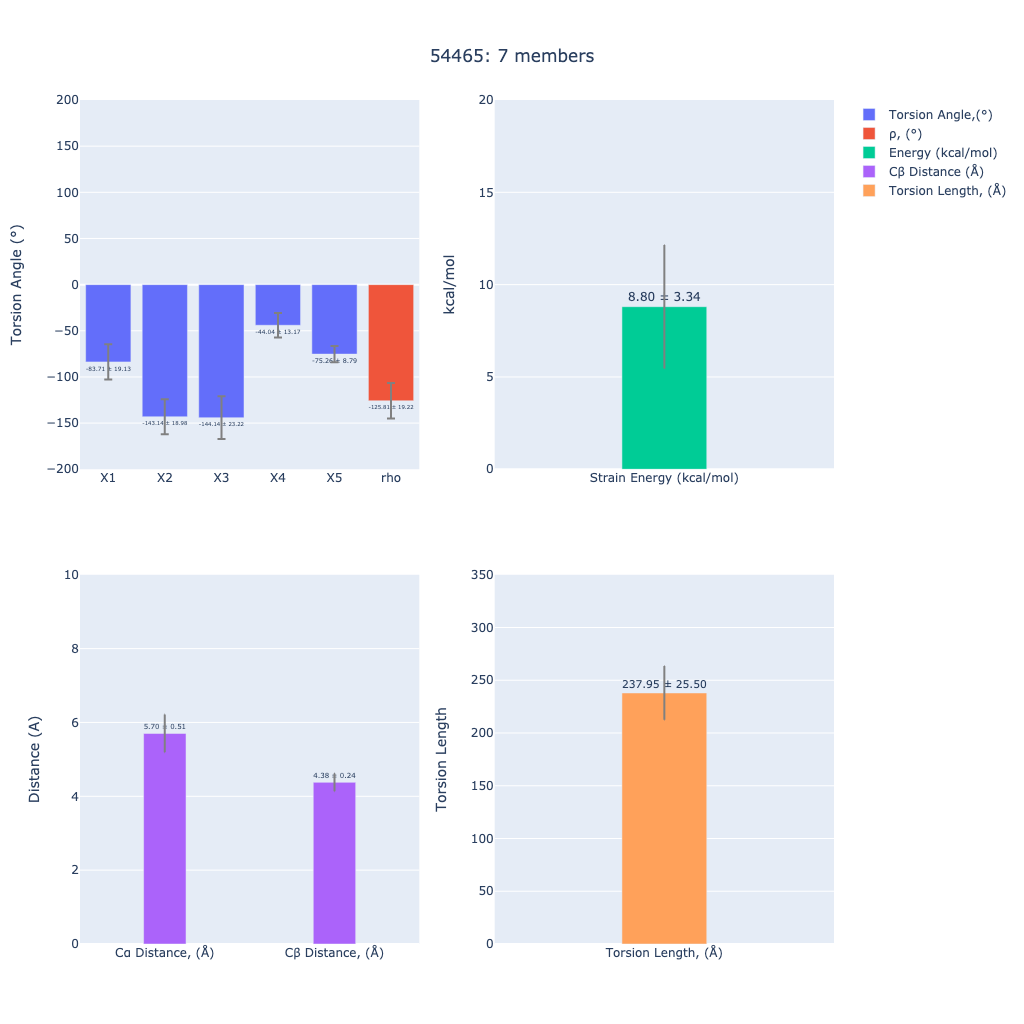 54465: 7 members
Torsion Angle (°)
200
150
100
50
0
−50
−100
−150
−200
-83.71 ± 19.13
-143.14 ± 18.98
-144.14 ± 23.22
-44.04 ± 13.17
-75.26 ± 8.79
-125.81 ± 19.22
X1 X2 X3 X4 X5 rho
kcal/mol
20
15
10
5
0
8.80 ± 3.34
Strain Energy (kcal/mol)
Torsion Angle,(°)
ρ, (°)
Energy (kcal/mol)
Cβ Distance (Å)
Torsion Length, (Å)
Distance (A)
10
8
6
4
2
0
5.70 ± 0.51
4.38 ± 0.24
Cα Distance, (Å) Cβ Distance, (Å)
Torsion Length
350
300
250
200
150
100
50
0
237.95 ± 25.50
Torsion Length, (Å)